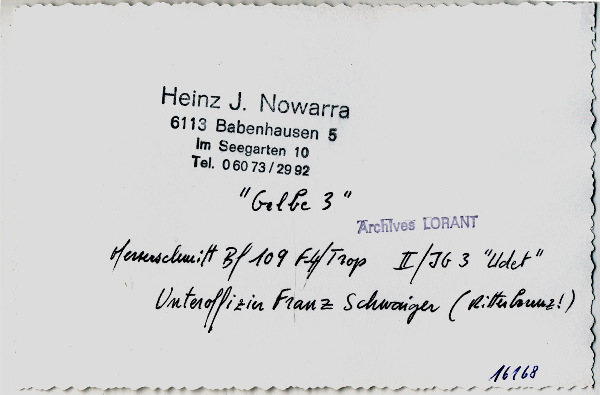 Heinz J. Nowarra
6113 Babenhausen 5
Im Seegarten 10
Tel. 06073/2992
"Gelbe 3"
Archives LORANT
Messerschmitt Bf 109 F-4/Trop II/JG 3 "Udet"
Unteroffizier Franz Schwaiger (Ritterkreuz!)
16168